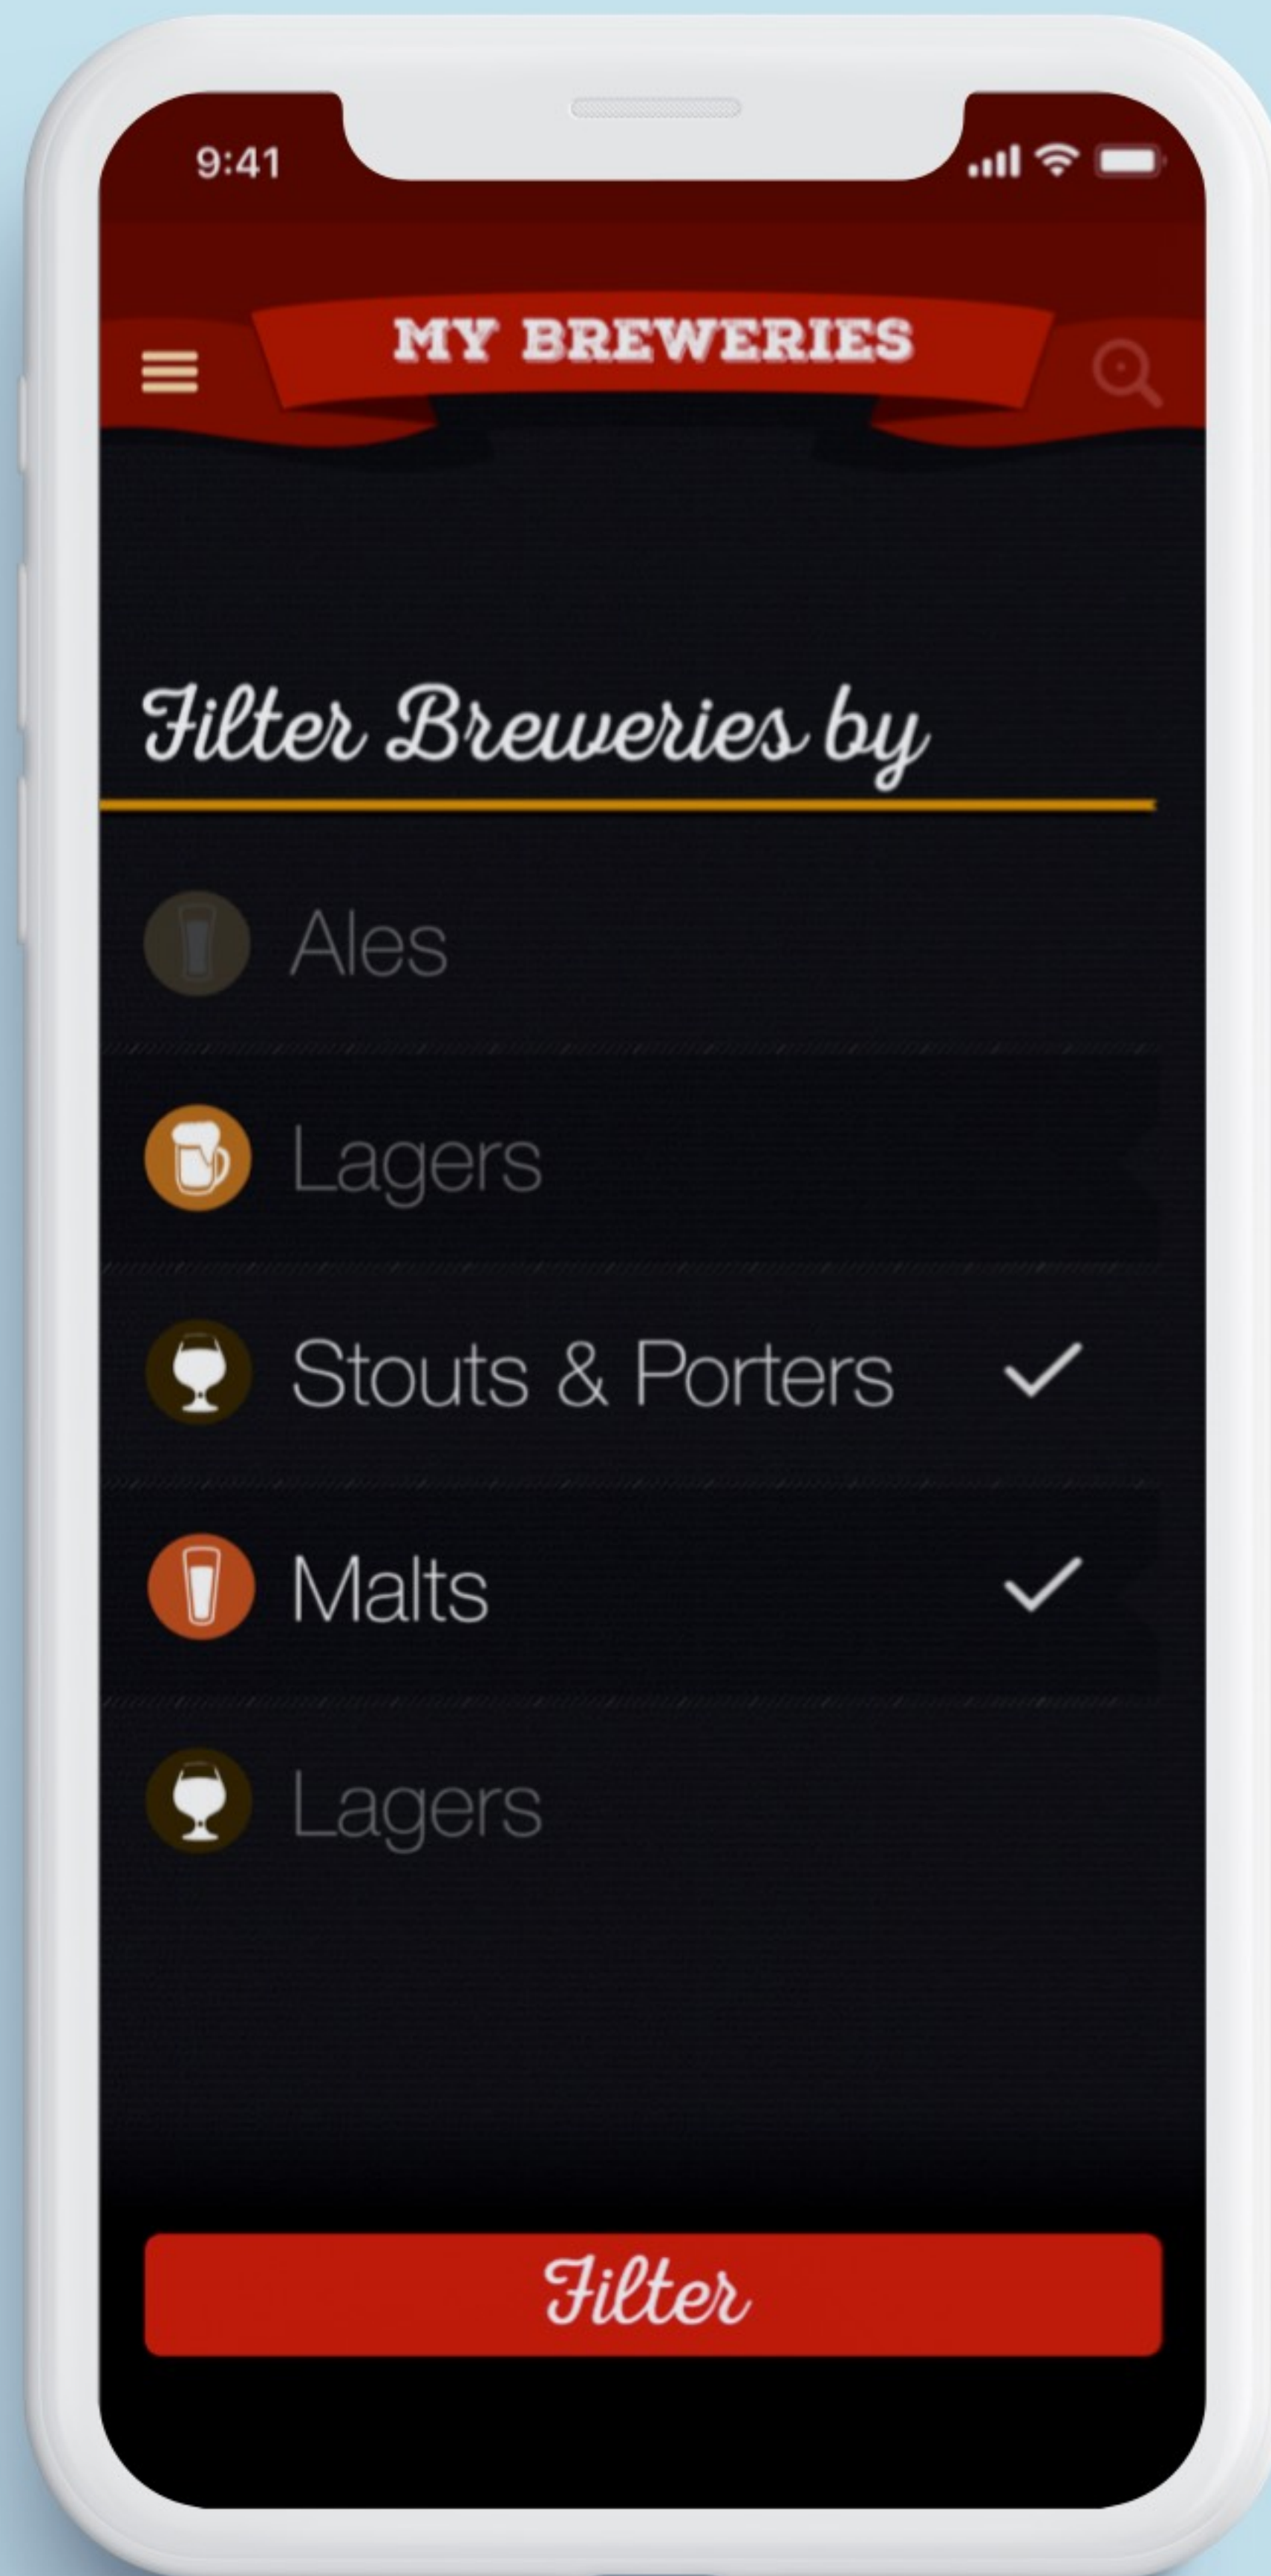 9:41
MY BREWERIES
Filter Breweries by
Ales
Lagers
Stouts & Porters
Malts
Lagers
Filter